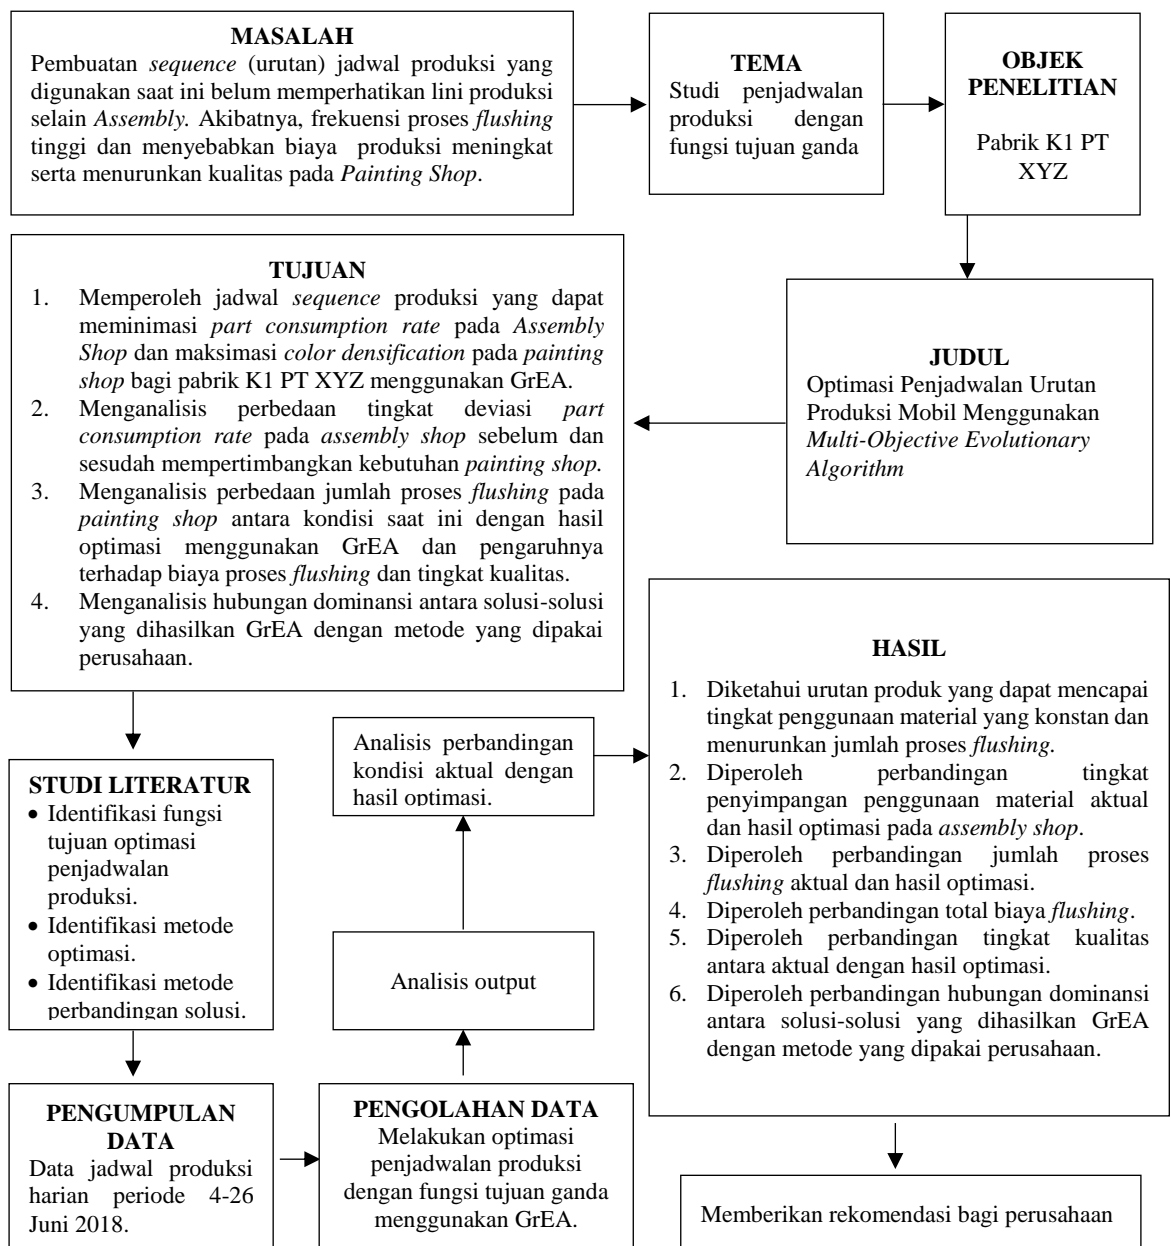 MASALAH
Pembuatan sequence (urutan) jadwal produksi yang
digunakan saat ini belum memperhatikan lini produksi
selain Assembly. Akibatnya, frekuensi proses flushing
tinggi dan menyebabkan biaya produksi meningkat
serta menurunkan kualitas pada Painting Shop.
TEMA
Studi penjadwalan
produksi dengan
fungsi tujuan ganda
OBJEK
PENELITIAN
Pabrik K1 PT
XYZ
JUDUL
Optimasi Penjadwalan Urutan
Produksi Mobil Menggunakan
Multi-Objective Evolutionary
Algorithm
TUJUAN
1. Memperoleh jadwal sequence produksi yang dapat
meminimasi part consumption rate pada Assembly
Shop dan maksimasi color densification pada painting
shop bagi pabrik K1 PT XYZ menggunakan GrEA.
2. Menganalisis perbedaan tingkat deviasi part
consumption rate pada assembly shop sebelum dan
sesudah mempertimbangkan kebutuhan painting shop.
3. Menganalisis perbedaan jumlah proses flushing pada
painting shop antara kondisi saat ini dengan hasil
optimasi menggunakan GrEA dan pengaruhnya
terhadap biaya proses flushing dan tingkat kualitas.
4. Menganalisis hubungan dominansi antara solusi-solusi
yang dihasilkan GrEA dengan metode yang dipakai
perusahaan.
STUDI LITERATUR
• Identifikasi fungsi
tujuan optimasi
penjadwalan
produksi.
• Identifikasi metode
optimasi.
• Identifikasi metode
perbandingan solusi.
PENGUMPULAN
DATA
Data jadwal produksi
harian periode 4-26
Juni 2018.
PENGOLAHAN DATA
Melakukan optimasi
penjadwalan produksi
dengan fungsi tujuan ganda
menggunakan GrEA.
Analisis output
Analisis perbandingan
kondisi aktual dengan
hasil optimasi.
HASIL
1. Diketahui urutan produk yang dapat mencapai
tingkat penggunaan material yang konstan dan
menurunkan jumlah proses flushing.
2. Diperoleh perbandingan tingkat
penyimpangan penggunaan material aktual
dan hasil optimasi pada assembly shop.
3. Diperoleh perbandingan jumlah proses
flushing aktual dan hasil optimasi.
4. Diperoleh perbandingan total biaya flushing.
5. Diperoleh perbandingan tingkat kualitas
antara aktual dengan hasil optimasi.
6. Diperoleh perbandingan hubungan dominansi
antara solusi-solusi yang dihasilkan GrEA
dengan metode yang dipakai perusahaan.
Memberikan rekomendasi bagi perusahaan